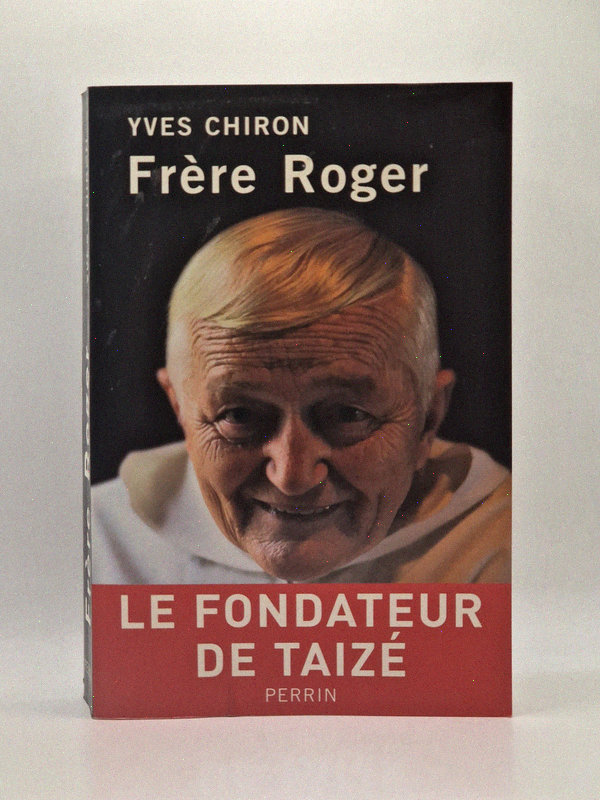 YVES CHIRON
Frère Roger
LE FONDATEUR
DE TAIZÉ
PERRIN